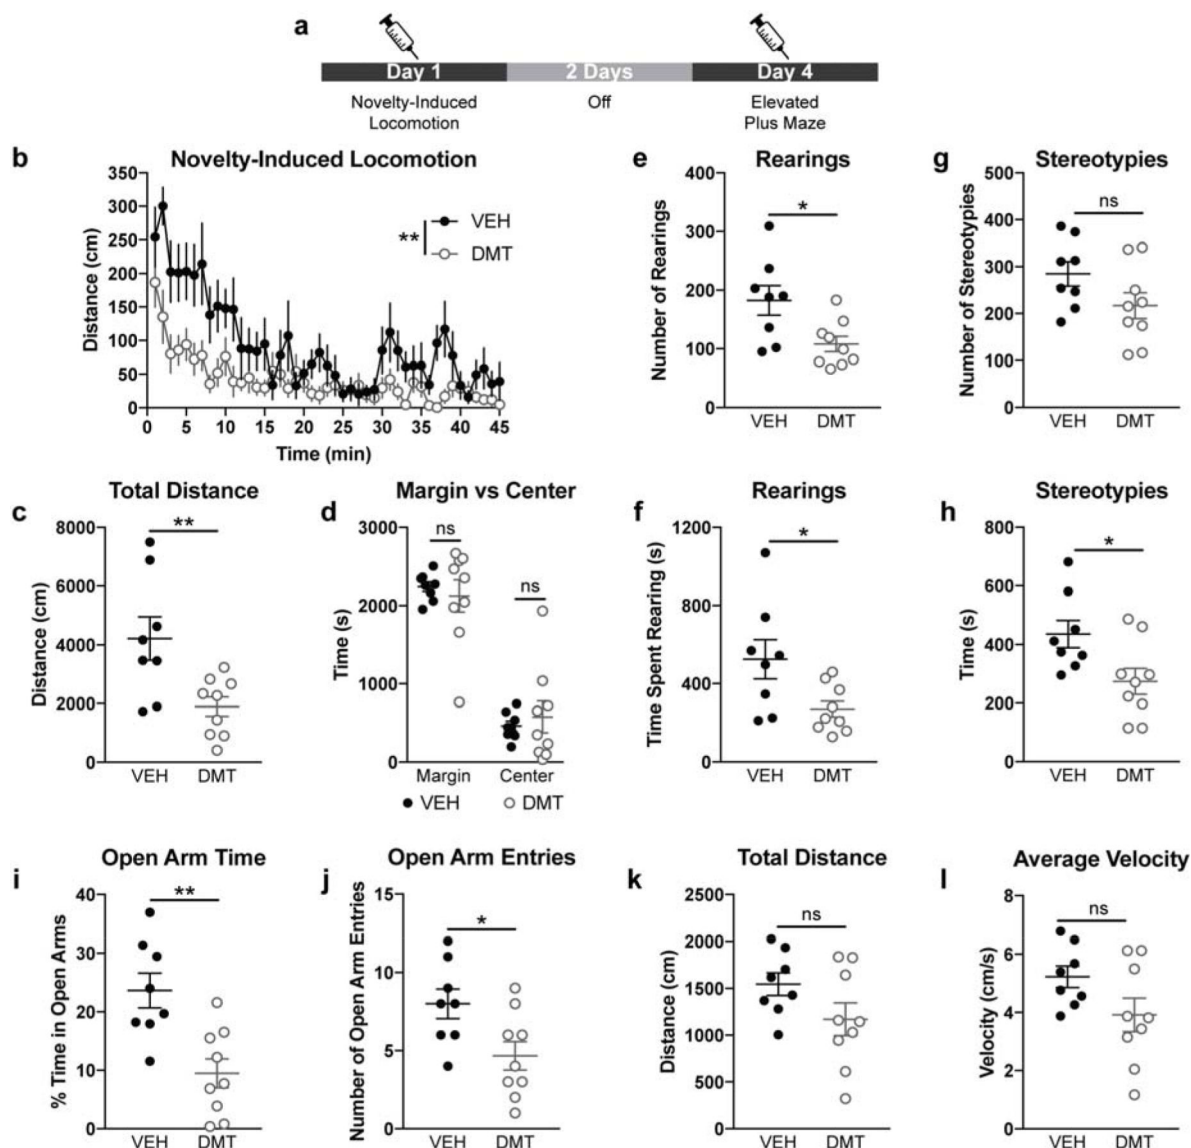 a
Day 1
2 Days
Day 4
Novelty-Induced
Locomotion
Off
Elevated
Plus Maze
b
Novelty-Induced Locomotion
Distance (cm)
350
300
250
200
150
100
50
0
0 5 10 15 20 25 30 35 40 45
Time (min)
**
VEH
DMT
e
Rearings
Number of Rearings
400
300
200
100
0
*
VEH DMT
g
Stereotypies
Number of Stereotypies
500
400
300
200
100
0
ns
VEH DMT
c
Total Distance
Distance (cm)
8000
6000
4000
2000
0
**
VEH DMT
d
Margin vs Center
Time (s)
3000
2000
1000
0
ns
ns
Margin Center
VEH DMT
f
Rearings
Time Spent Rearing (s)
1200
800
400
0
*
VEH DMT
h
Stereotypies
Time (s)
800
600
400
200
0
*
VEH DMT
i
Open Arm Time
% Time in Open Arms
40
30
20
10
0
**
VEH DMT
j
Open Arm Entries
Number of Open Arm Entries
15
10
5
0
*
VEH DMT
k
Total Distance
Distance (cm)
2500
2000
1500
1000
500
0
ns
VEH DMT
l
Average Velocity
Velocity (cm/s)
8
6
4
2
0
ns
VEH DMT